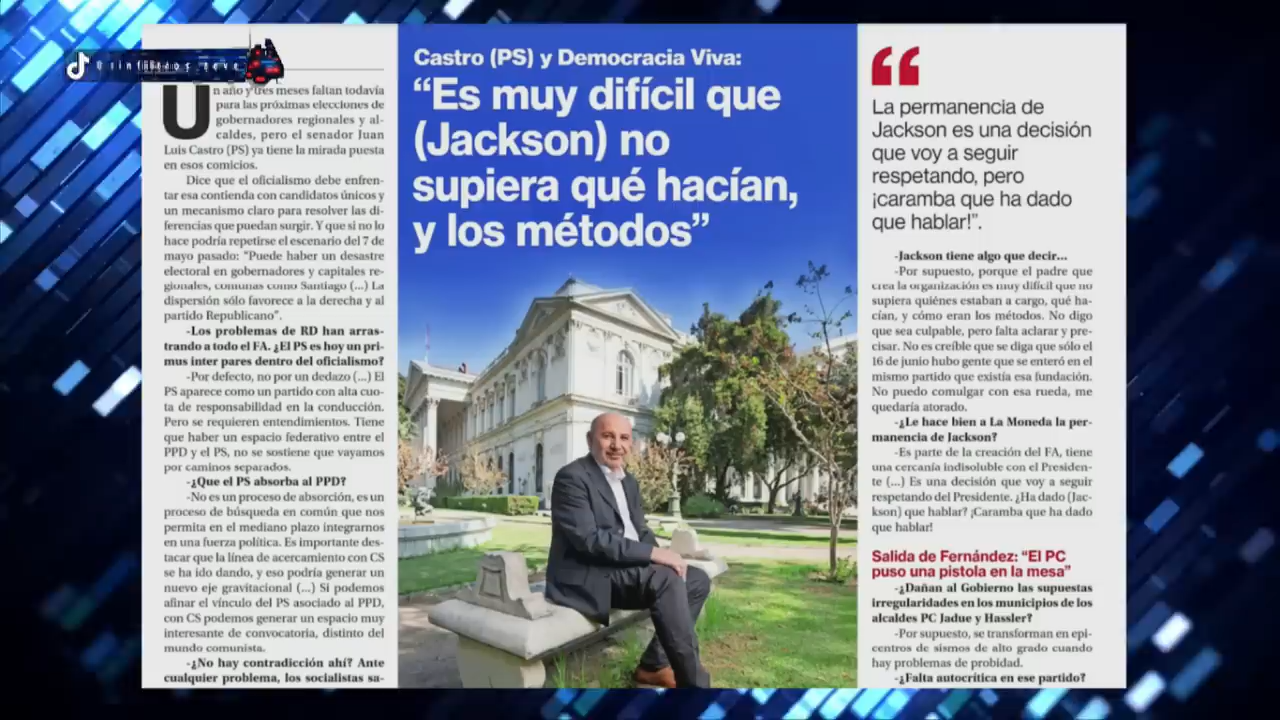 Un año y tres meses faltan todavía
para las próximas elecciones de
gobernadores regionales y al-
caldes, pero el senador Juan
Luis Castro (PS) ya tiene la mirada puesta
en esos comicios.
Dice que el oficialismo debe enfren-
tar esa contienda con candidatos únicos y
un mecanismo claro para resolver las di-
ferencias que puedan surgir. Y que si no lo
hace podría repetirse el escenario del 7 de
mayo pasado: "Puede haber un desastre
electoral en gobernadores y capitales re-
gionales, comunas como Santiago (...) La
dispersión sólo favorece a la derecha y al
partido Republicano".
-Los problemas de RD han arras-
trando a todo el FA. ¿El PS es hoy un pri-
mus inter pares dentro del oficialismo?
-Por defecto, no por un dedazo (...) El
PS aparece como un partido con alta cuo-
ta de responsabilidad en la conducción.
Pero se requieren entendimientos. Tiene
que haber un espacio federativo entre el
PPD y el PS, no se sostiene que vayamos
por caminos separados.
-¿Que el PS absorba al PPD?
-No es un proceso de absorción, es un
proceso de búsqueda en común que nos
permita en el mediano plazo integrarnos
en una fuerza política. Es importante des-
tacar que la línea de acercamiento con CS
se ha ido dando, y eso podría generar un
nuevo eje gravitacional (...) Si podemos
afinar el vínculo del PS asociado al PPD,
con CS podemos generar un espacio muy
interesante de convocatoria, distinto del
mundo comunista.
-¿No hay contradicción ahí? Ante
cualquier problema, los socialistas sa-
Castro (PS) y Democracia Viva:
"Es muy difícil que
(Jackson) no
supiera qué hacían,
y los métodos"
“
La permanencia de
Jackson es una decisión
que voy a seguir
respetando, pero
¡caramba que ha dado
que hablar!".
-Jackson tiene algo que decir...
-Por supuesto, porque el padre que
crea la organización es muy difícil que no
supiera quiénes estaban a cargo, qué ha-
cían, y cómo eran los métodos. No digo
que sea culpable, pero falta aclarar y pre-
cisar. No es creíble que se diga que sólo el
16 de junio hubo gente que se enteró en el
mismo partido que existía esa fundación.
No puedo comulgar con esa rueda, me
quedaría atorado.
-¿Le hace bien a La Moneda la per-
manencia de Jackson?
-Es parte de la creación del FA, tiene
una cercanía indisoluble con el Presiden-
te (...) Es una decisión que voy a seguir
respetando del Presidente. ¿Ha dado (Jac-
kson) que hablar? ¡Caramba que ha dado
que hablar!
Salida de Fernández: "El PC
puso una pistola en la mesa"
-¿Dañan al Gobierno las supuestas
irregularidades en los municipios de los
alcaldes PC Jadue y Hassler?
-Por supuesto, se transforman en epi-
centros de sismos de alto grado cuando
hay problemas de probidad.
-¿Falta autocrítica en ese partido?